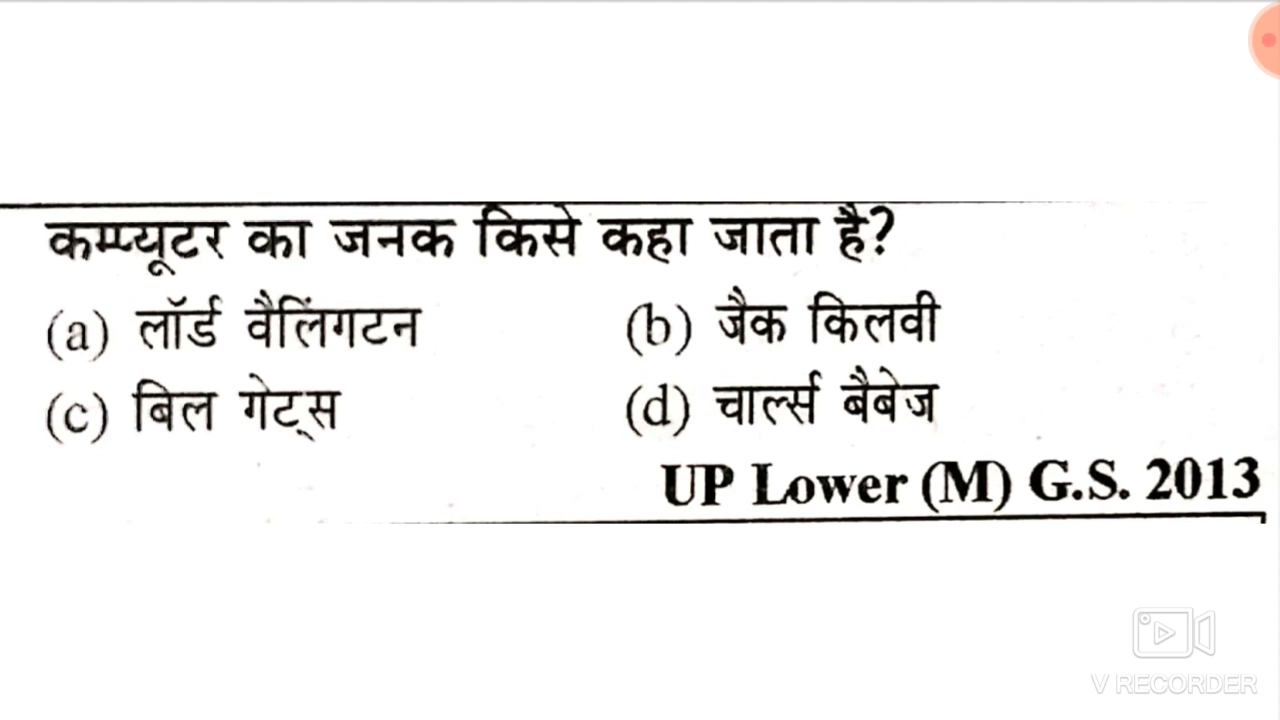 कम्प्यूटर का जनक किसे कहा जाता है?
(a) लॉर्ड वैलिंगटन (b) जैक किलवी
(c) बिल गेट्स (d) चार्ल्स बैबेज
UP Lower (M) G.S. 2013
V RECORDER